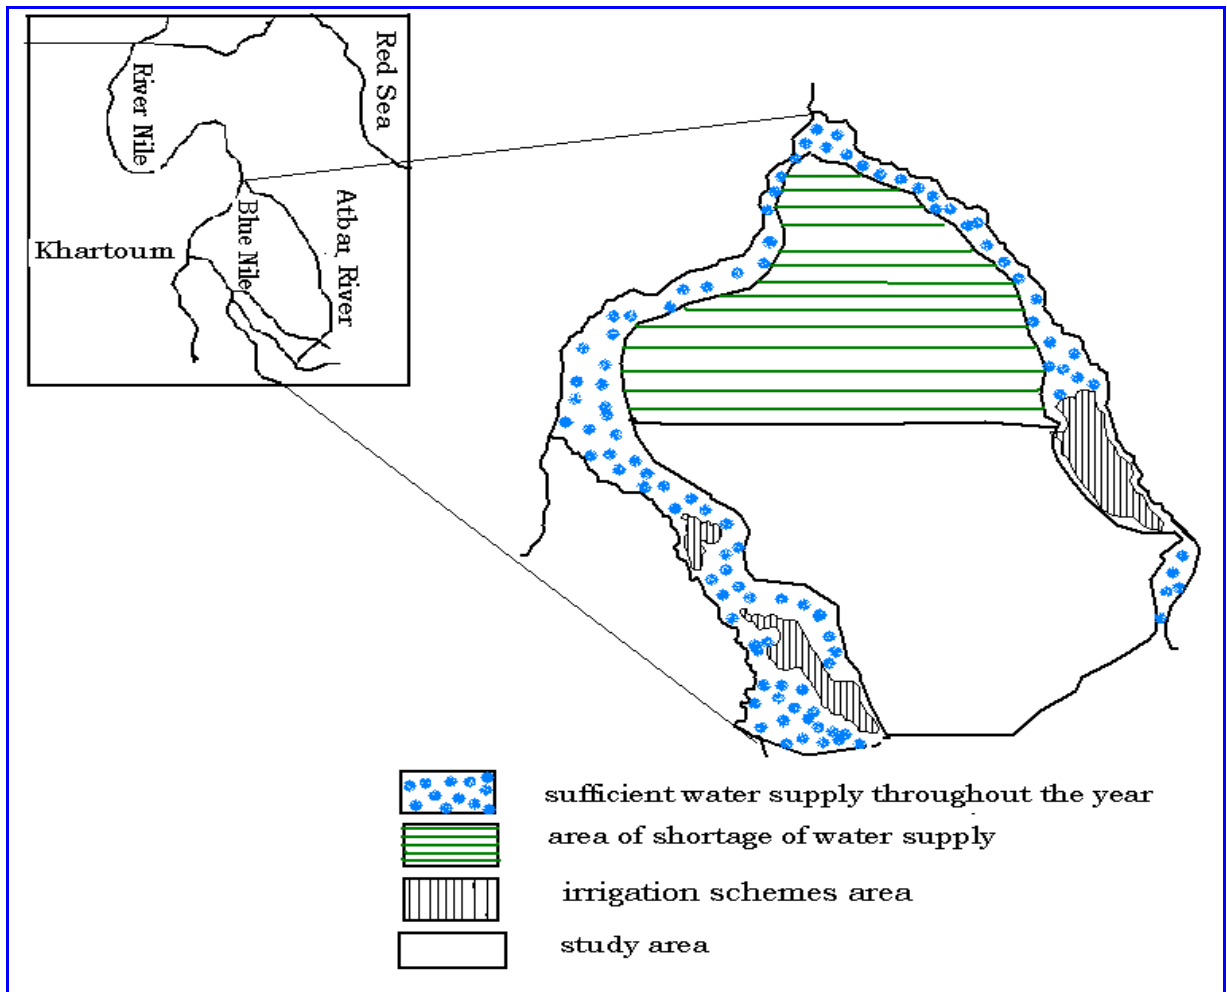 Red Sea
River Nile
Atbar River
Blue Nile
Khartoum
sufficient water supply throughout the year
area of shortage of water supply
irrigation schemes area
study area